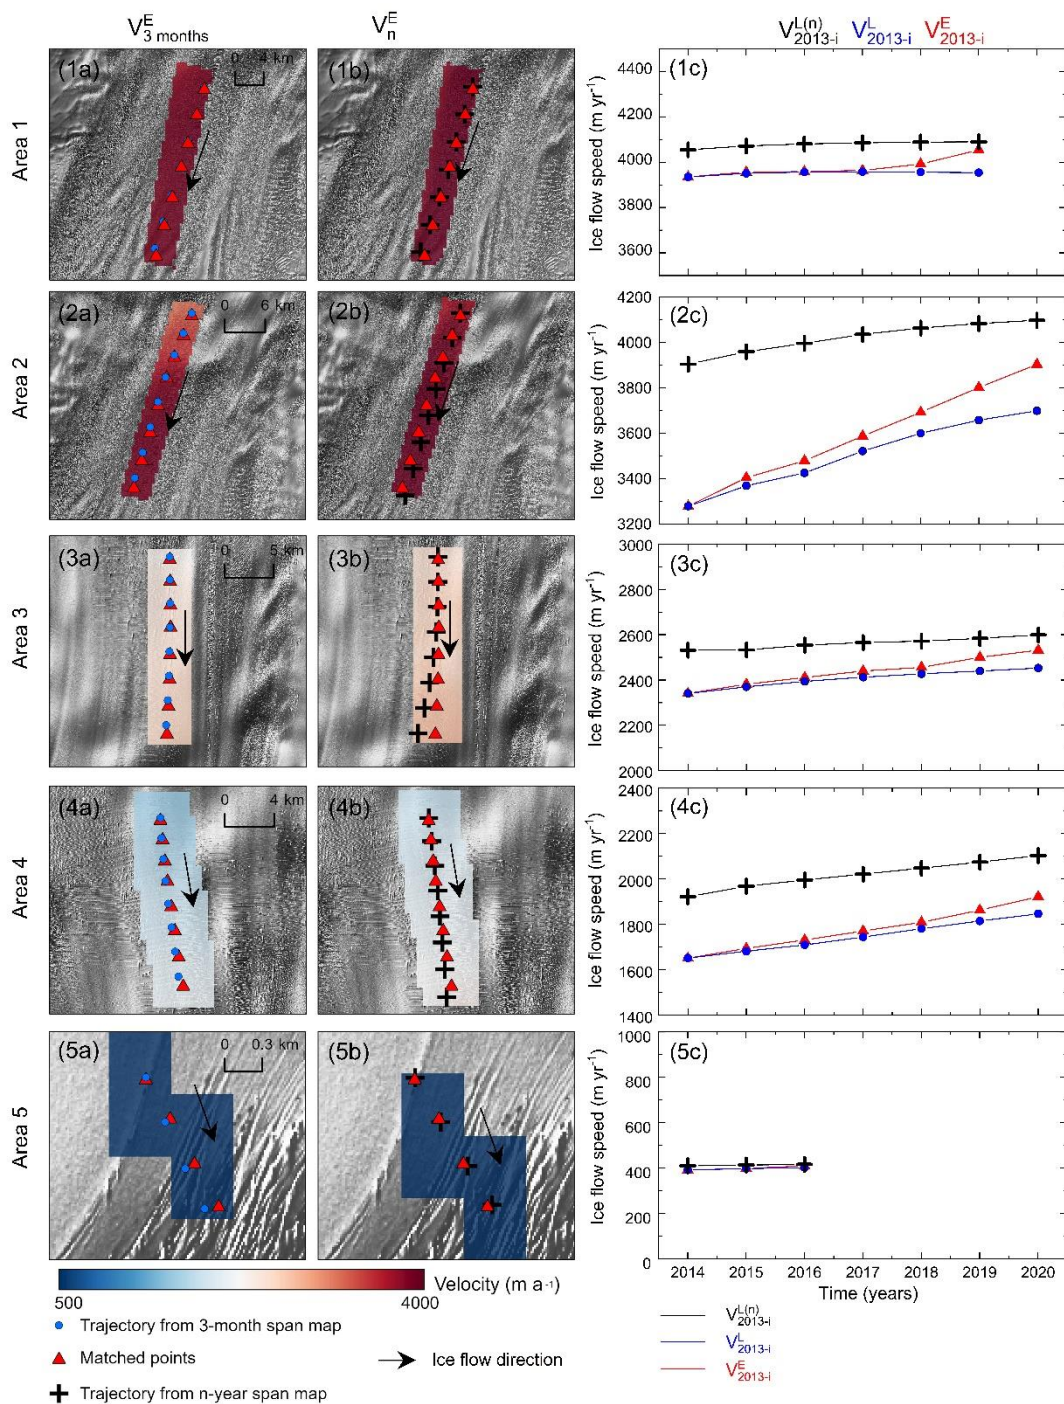 V^E_3 months V^E_n V^L(n)_2013-i V^L_2013-i V^E_2013-i
Area 1
(1a)
0 4 km
(1b)
(1c)
Ice flow speed (m yr⁻¹)
4400
4200
4000
3800
3600
Area 2
(2a)
0 6 km
(2b)
(2c)
Ice flow speed (m yr⁻¹)
4200
4000
3800
3600
3400
3200
Area 3
(3a)
0 5 km
(3b)
(3c)
Ice flow speed (m yr⁻¹)
3000
2800
2600
2400
2200
2000
Area 4
(4a)
0 4 km
(4b)
(4c)
Ice flow speed (m yr⁻¹)
2400
2200
2000
1800
1600
1400
Area 5
(5a)
0 0.3 km
(5b)
(5c)
Ice flow speed (m yr⁻¹)
1000
800
600
400
200
0
2014 2015 2016 2017 2018 2019 2020
Time (years)
500 4000 Velocity (m a⁻¹)
Trajectory from 3-month span map
Matched points
Ice flow direction
Trajectory from n-year span map
V^L(n)_2013-i
V^L_2013-i
V^E_2013-i